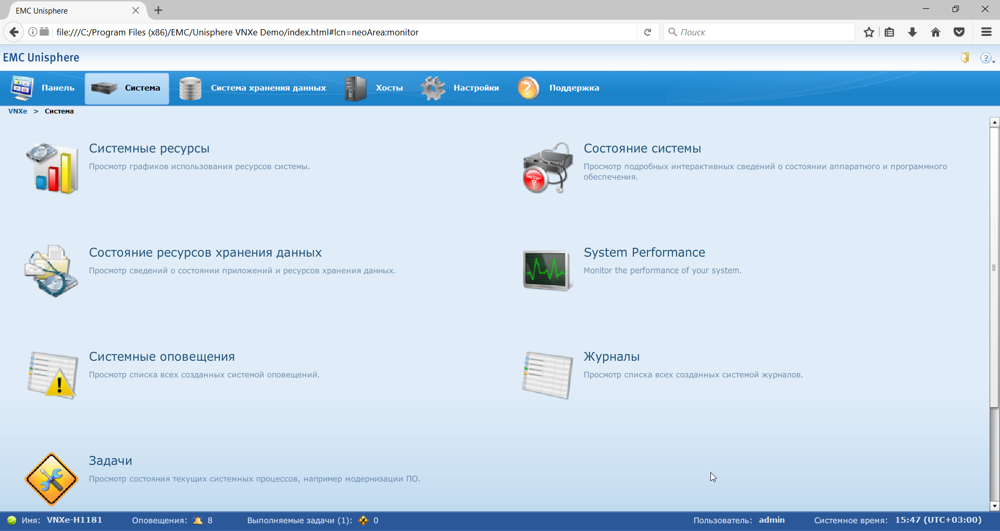 EMC Unisphere
file:///C:/Program Files (x86)/EMC/Unisphere VNXe Demo/index.html#lcn=neoArea:monitor
Поиск
EMC Unisphere
Панель
Система
Система хранения данных
Хосты
Настройки
Поддержка
VNXe > Система
Системные ресурсы
Просмотр графиков использования ресурсов системы.
Состояние системы
Просмотр подробных интерактивных сведений о состоянии аппаратного и программного
обеспечения.
Состояние ресурсов хранения данных
Просмотр сведений о состоянии приложений и ресурсов хранения данных.
System Performance
Monitor the performance of your system.
Системные оповещения
Просмотр списка всех созданных системой оповещений.
Журналы
Просмотр списка всех созданных системой журналов.
Задачи
Просмотр состояния текущих системных процессов, например модернизации ПО.
Имя: VNXe-H1181
Оповещения: 8
Выполняемые задачи (1): 0
Пользователь: admin
Системное время: 15:47 (UTC+03:00)